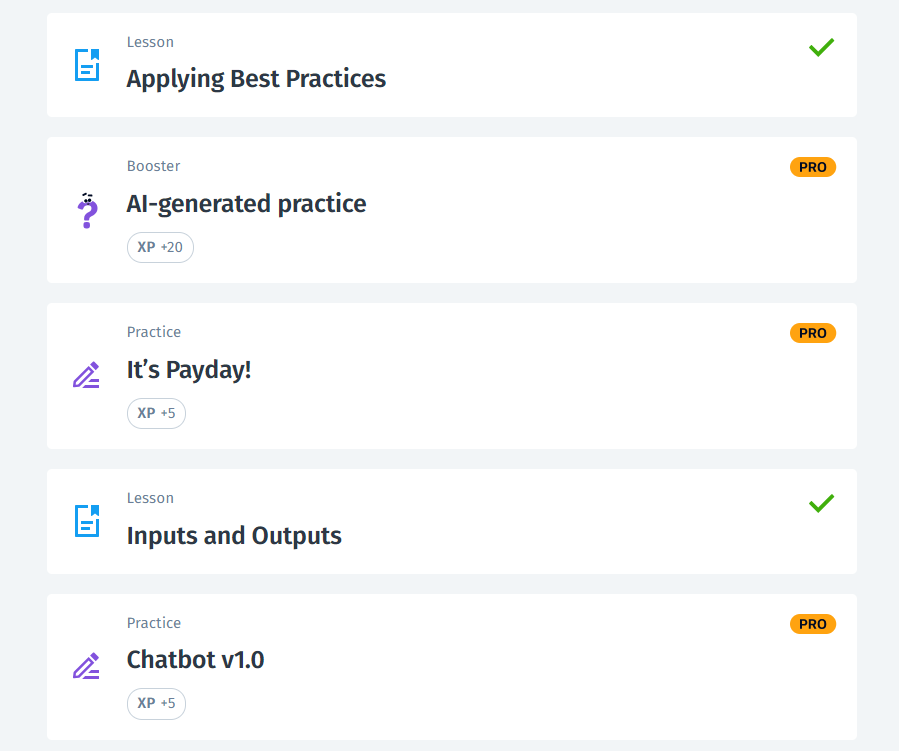 Lesson
Applying Best Practices
Booster
PRO
AI-generated practice
XP +20
Practice
PRO
It’s Payday!
XP +5
Lesson
Inputs and Outputs
Practice
PRO
Chatbot v1.0
XP +5